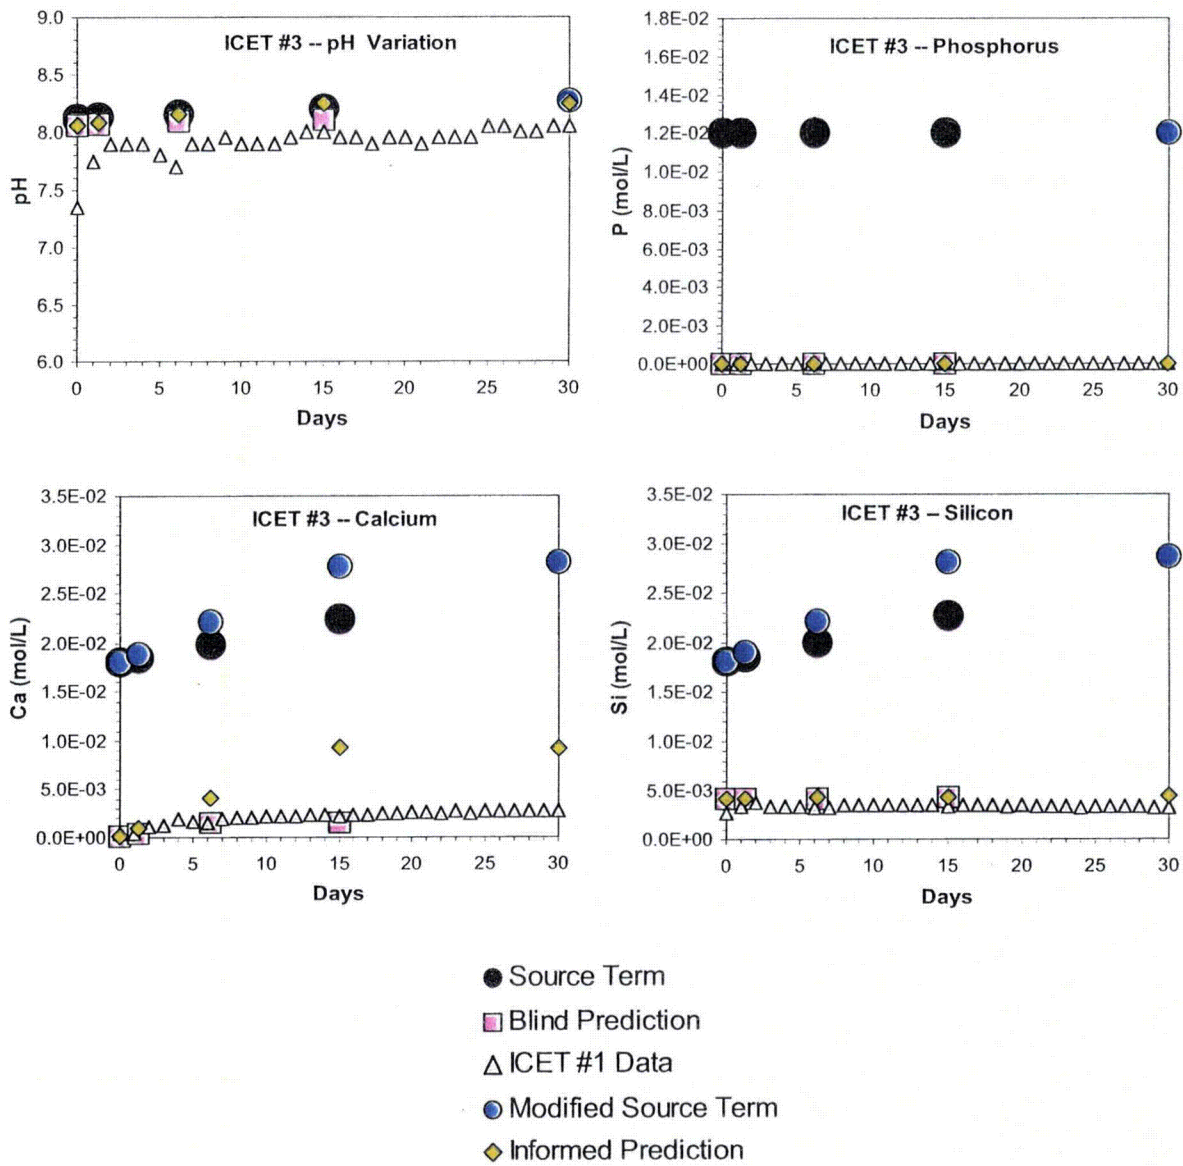 ICET #3 -- pH Variation
9.0
8.5
8.0
7.5
7.0
6.5
6.0
pH
0 5 10 15 20 25 30
Days
ICET #3 -- Phosphorus
1.8E-02
1.6E-02
1.4E-02
1.2E-02
1.0E-02
8.0E-03
6.0E-03
4.0E-03
2.0E-03
0.0E+00
P (mol/L)
0 5 10 15 20 25 30
Days
ICET #3 -- Calcium
3.5E-02
3.0E-02
2.5E-02
2.0E-02
1.5E-02
1.0E-02
5.0E-03
0.0E+00
Ca (mol/L)
0 5 10 15 20 25 30
Days
ICET #3 – Silicon
3.5E-02
3.0E-02
2.5E-02
2.0E-02
1.5E-02
1.0E-02
5.0E-03
0.0E+00
Si (mol/L)
0 5 10 15 20 25 30
Days
Source Term
Blind Prediction
ICET #1 Data
Modified Source Term
Informed Prediction